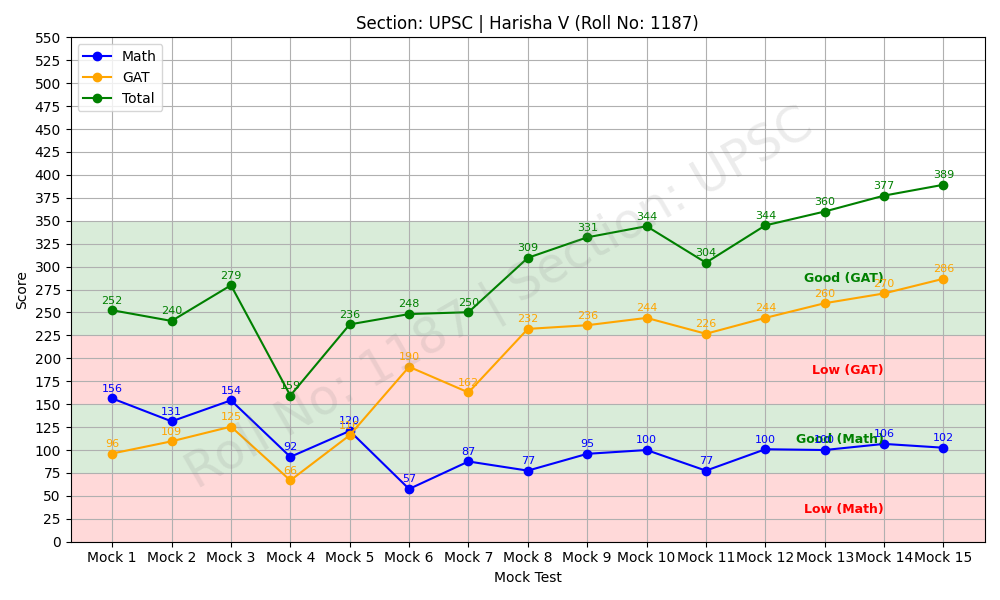 Section: UPSC | Harisha V (Roll No: 1187)
Score
550
525
500
475
450
425
400
375
350
325
300
275
250
225
200
175
150
125
100
75
50
25
0
Math
GAT
Total
252 240 279 159 236 248 250 309 331 344 304 344 360 377 389
96 109 125 66 190 162 232 236 244 226 244 260 270 286
156 131 154 92 120 57 87 77 95 100 77 100 100 106 102
Good (GAT)
Low (GAT)
Good (Math)
Low (Math)
Roll No: 1187 | Section: UPSC
Mock 1 Mock 2 Mock 3 Mock 4 Mock 5 Mock 6 Mock 7 Mock 8 Mock 9 Mock 10 Mock 11 Mock 12 Mock 13 Mock 14 Mock 15
Mock Test